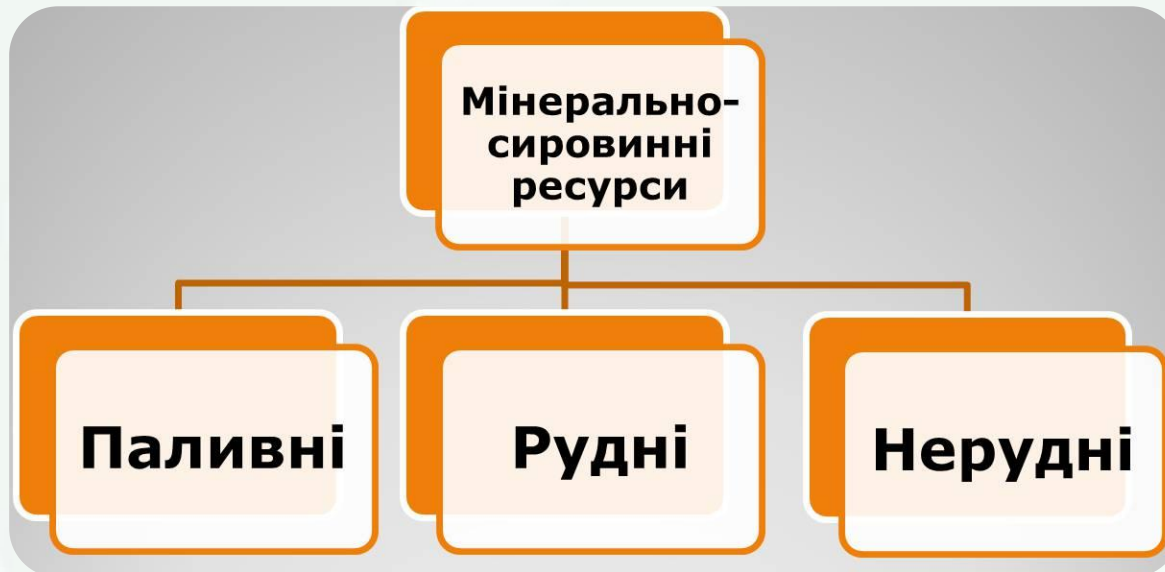 Мінерально-
сировинні
ресурси
Паливні
Рудні
Нерудні